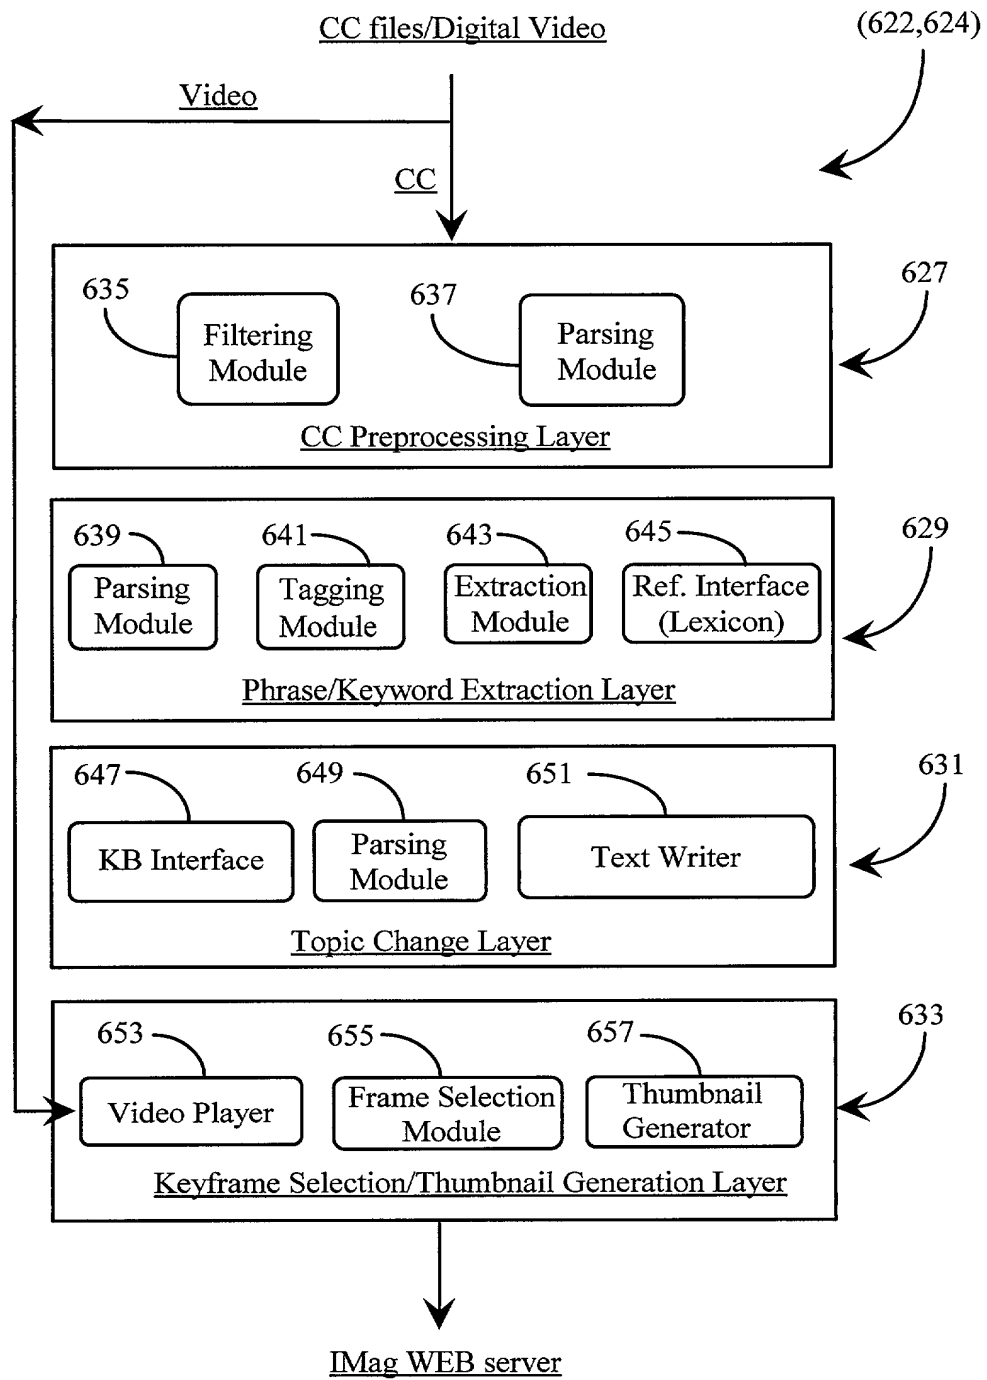 CC files/Digital Video
(622,624)
Video
CC
627
635
637
Filtering
Module
Parsing
Module
CC Preprocessing Layer
629
639
641
643
645
Parsing
Module
Tagging
Module
Extraction
Module
Ref. Interface
(Lexicon)
Phrase/Keyword Extraction Layer
631
647
649
651
KB Interface
Parsing
Module
Text Writer
Topic Change Layer
633
653
655
657
Video Player
Frame Selection
Module
Thumbnail
Generator
Keyframe Selection/Thumbnail Generation Layer
IMag WEB server